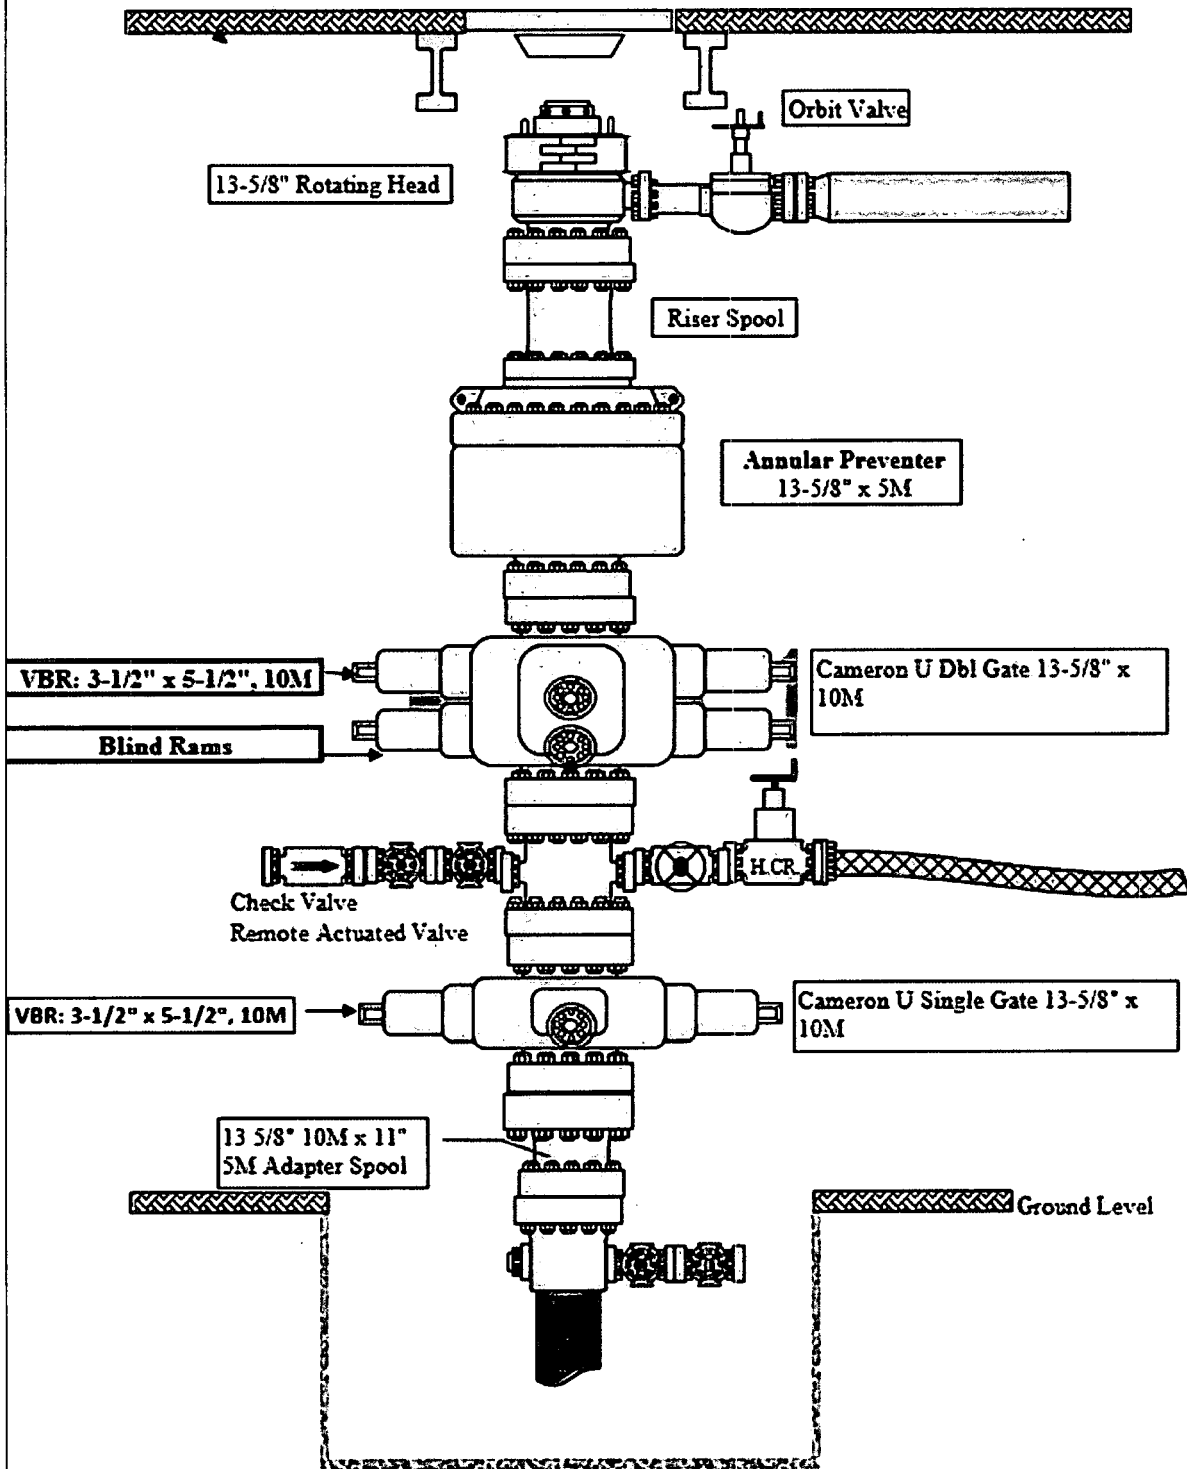 Orbit Valve
13-5/8" Rotating Head
Riser Spool
Annular Preventer
13-5/8" x 5M
VBR: 3-1/2" x 5-1/2", 10M
Cameron U Dbl Gate 13-5/8" x
10M
Blind Rams
H.CR.
Check Valve
Remote Actuated Valve
VBR: 3-1/2" x 5-1/2", 10M
Cameron U Single Gate 13-5/8" x
10M
13 5/8" 10M x 11"
5M Adapter Spool
Ground Level